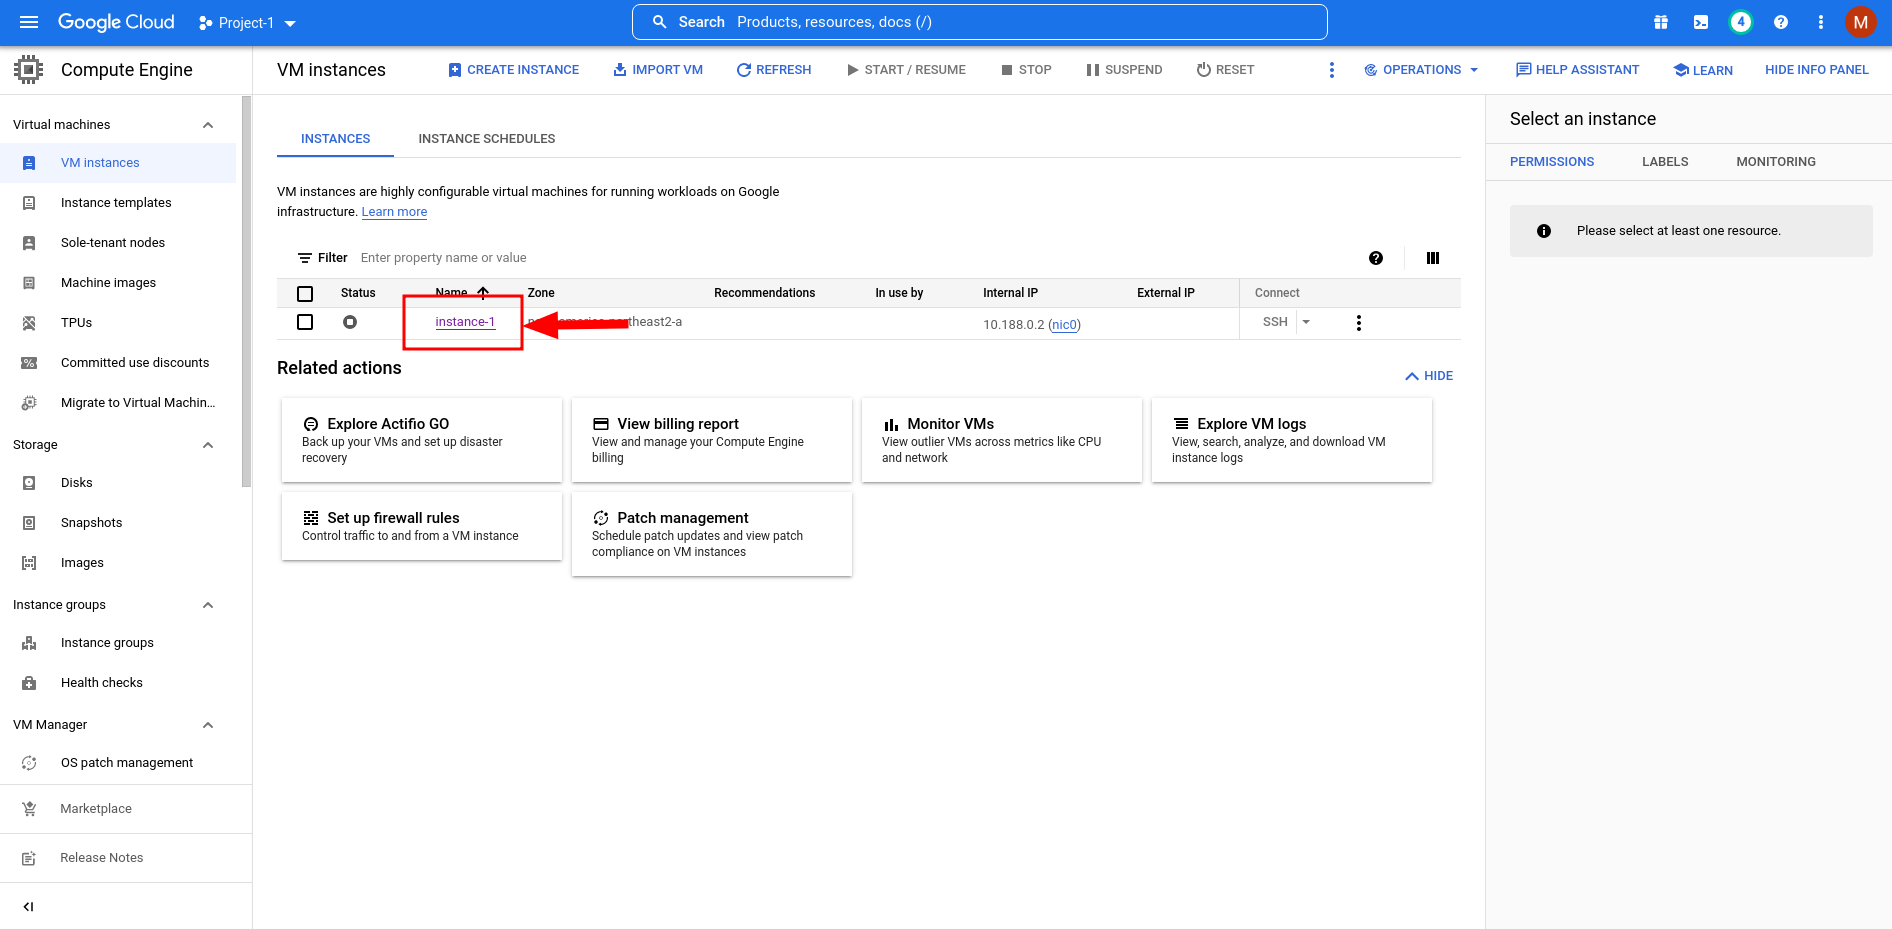 Google Cloud Project-1 Search Products, resources, docs (/) 4 M
Compute Engine
VM instances CREATE INSTANCE IMPORT VM REFRESH START / RESUME STOP SUSPEND RESET OPERATIONS HELP ASSISTANT LEARN HIDE INFO PANEL
Virtual machines
VM instances
Instance templates
Sole-tenant nodes
Machine images
TPUs
Committed use discounts
Migrate to Virtual Machin...
Storage
Disks
Snapshots
Images
Instance groups
Instance groups
Health checks
VM Manager
OS patch management
Marketplace
Release Notes
INSTANCES INSTANCE SCHEDULES
VM instances are highly configurable virtual machines for running workloads on Google
infrastructure. Learn more
Filter Enter property name or value
Status Name Zone Recommendations In use by Internal IP External IP Connect
instance-1 10.188.0.2 (nic0) SSH
Related actions
HIDE
Explore Actifio GO
Back up your VMs and set up disaster
recovery
View billing report
View and manage your Compute Engine
billing
Monitor VMs
View outlier VMs across metrics like CPU
and network
Explore VM logs
View, search, analyze, and download VM
instance logs
Set up firewall rules
Control traffic to and from a VM instance
Patch management
Schedule patch updates and view patch
compliance on VM instances
Select an instance
PERMISSIONS LABELS MONITORING
Please select at least one resource.